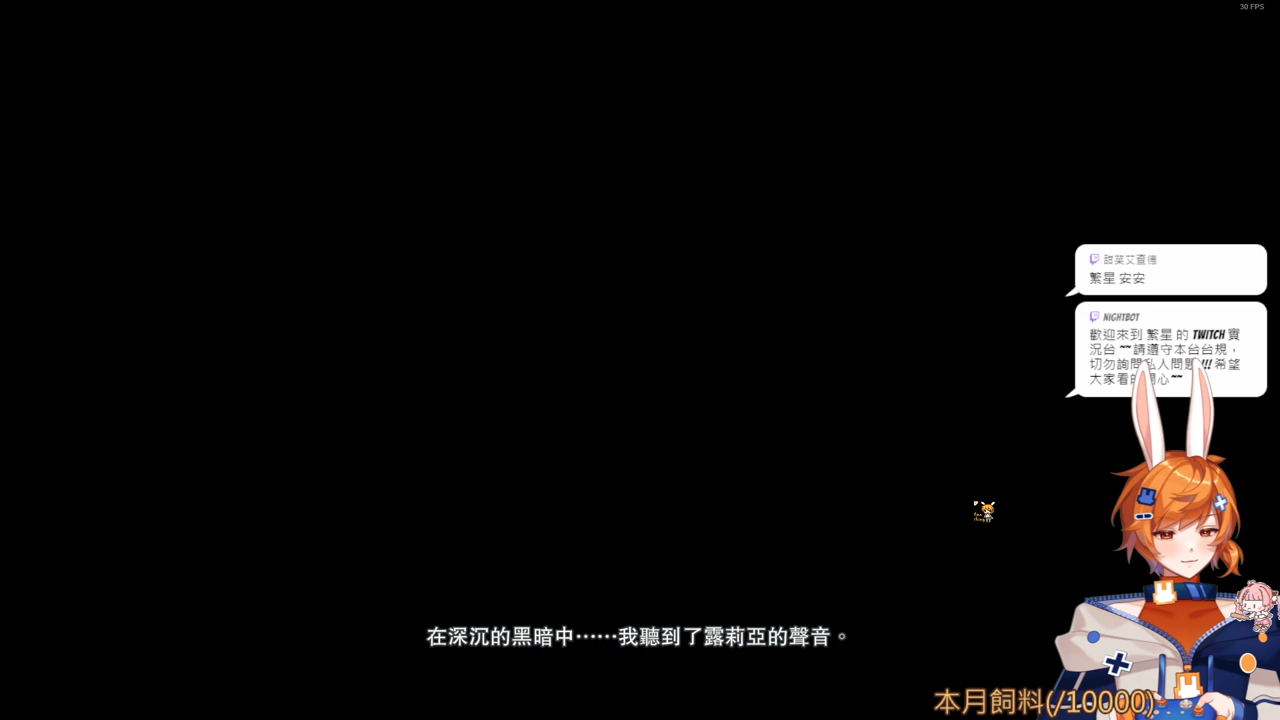 30 FPS
甜菜艾薏德
繁星 安安
NIGHTBOT
歡迎來到 繁星 的 TWITCH 實
況台 ~~ 請遵守本台台規，
切勿詢問私人問題 !!! 希望
大家看的開心 ~~
在深沉的黑暗中⋯⋯我聽到了露莉亞的聲音。
本月飼料(/10000)